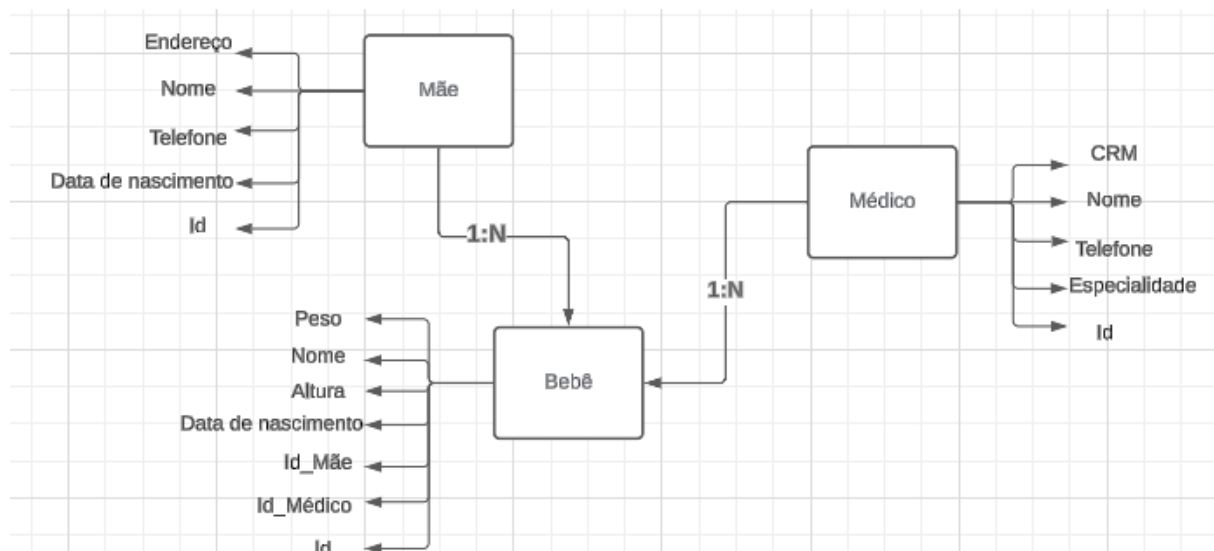 Endereço
Nome
Telefone
Data de nascimento
Id
Mãe
1:N
Médico
CRM
Nome
Telefone
Especialidade
Id
1:N
Bebê
Peso
Nome
Altura
Data de nascimento
Id_Mãe
Id_Médico
Id